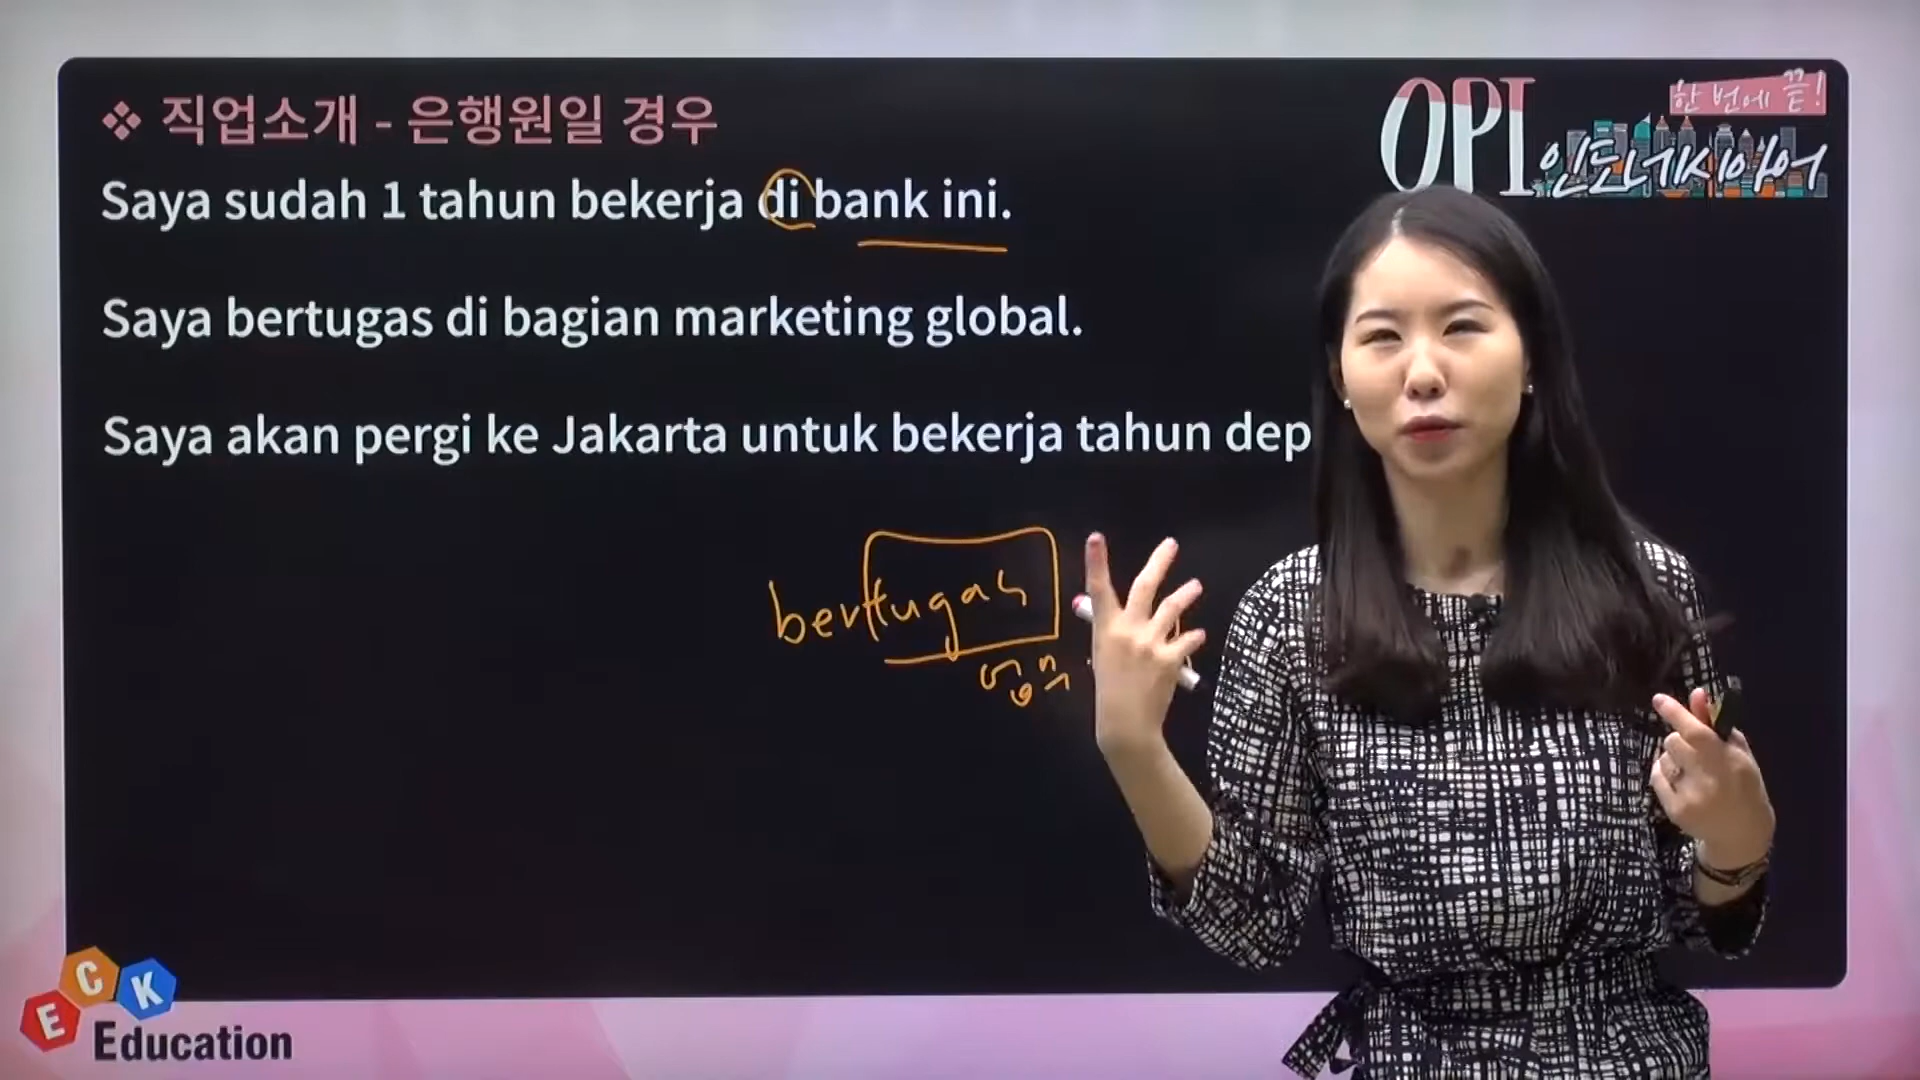 ❖ 직업소개 - 은행원일 경우
OPI
한 번에 끝!
인도네시아어
Saya sudah 1 tahun bekerja di bank ini.
Saya bertugas di bagian marketing global.
Saya akan pergi ke Jakarta untuk bekerja tahun dep
bertugas
ECK
Education